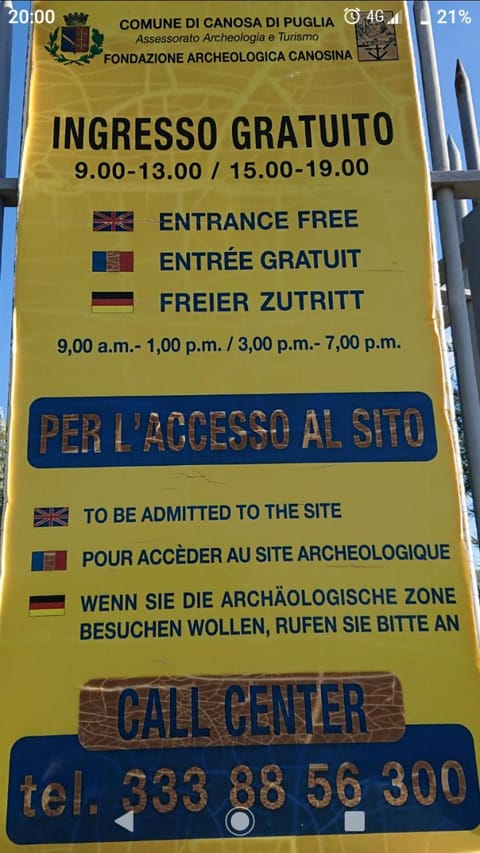 20:00 4G 21%
COMUNE DI CANOSA DI PUGLIA
Assessorato Archeologia e Turismo
FONDAZIONE ARCHEOLOGICA CANOSINA
INGRESSO GRATUITO
9.00-13.00 / 15.00-19.00
ENTRANCE FREE
ENTRÉE GRATUIT
FREIER ZUTRITT
9,00 a.m.- 1,00 p.m. / 3,00 p.m.- 7,00 p.m.
PER L'ACCESSO AL SITO
TO BE ADMITTED TO THE SITE
POUR ACCÈDER AU SITE ARCHEOLOGIQUE
WENN SIE DIE ARCHÄOLOGISCHE ZONE
BESUCHEN WOLLEN, RUFEN SIE BITTE AN
CALL CENTER
tel. 333 88 56 300